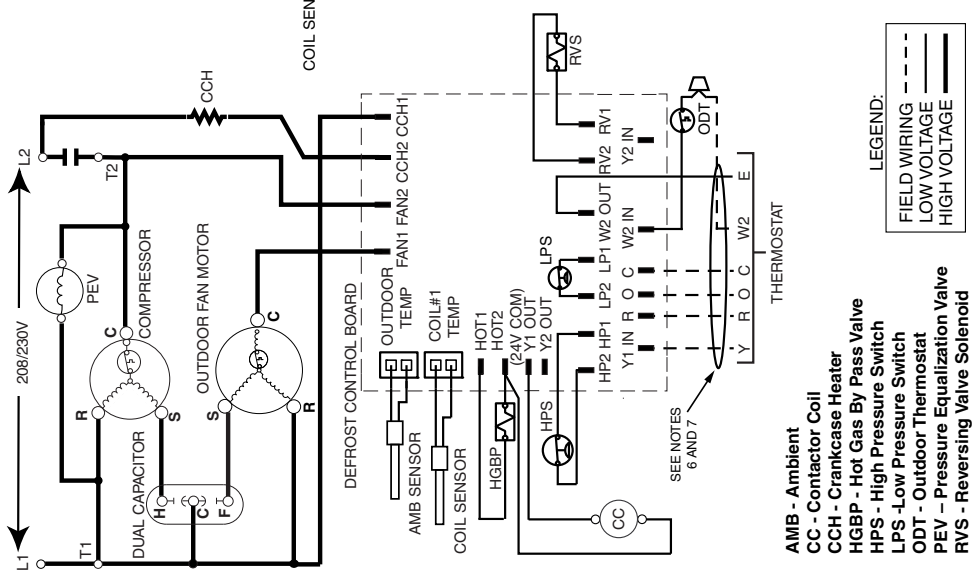 L1
208/230V
L2
T1
T2
PEV
CCH
COIL SEN
R
C
S
COMPRESSOR
DUAL CAPACITOR
H
C
F
OUTDOOR FAN MOTOR
S
C
R
DEFROST CONTROL BOARD
OUTDOOR
TEMP
COIL#1
TEMP
FAN1 FAN2 CCH2 CCH1
AMB SENSOR
COIL SENSOR
HGBP
HOT1
HOT2
(24V COM)
Y1 OUT
Y2 OUT
HPS
LPS
RVS
HP2 HP1 LP2 LP1 W2 OUT RV2 RV1
Y1 IN R O C W2 IN Y2 IN
CC
ODT
SEE NOTES
6 AND 7
Y R O C W2 E
THERMOSTAT
LEGEND:
FIELD WIRING
LOW VOLTAGE
HIGH VOLTAGE
AMB - Ambient
CC - Contactor Coil
CCH - Crankcase Heater
HGBP - Hot Gas By Pass Valve
HPS - High Pressure Switch
LPS -Low Pressure Switch
ODT - Outdoor Thermostat
PEV – Pressure Equalization Valve
RVS - Reversing Valve Solenoid